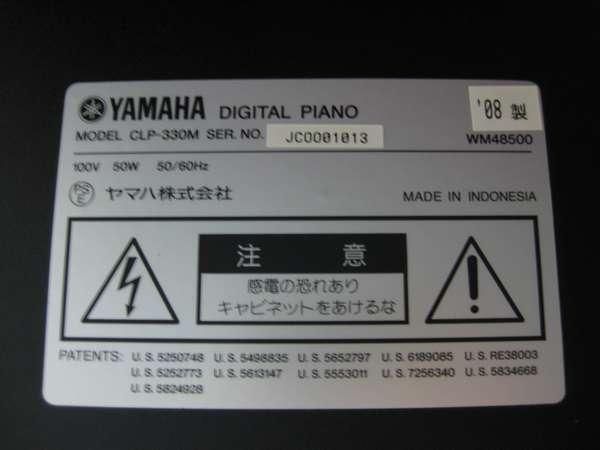 YAMAHA DIGITAL PIANO '08 製
MODEL CLP-330M SER. NO. JC0001013 WM48500
100V 50W 50/60Hz
PSE ヤマハ株式会社 MADE IN INDONESIA
注 意
感電の恐れあり
キャビネットをあけるな
PATENTS: U.S. 5250748 U.S. 5498835 U.S. 5652797 U.S. 6189085 U.S. RE38003
U.S. 5252773 U.S. 5613147 U.S. 5553011 U.S. 7256340 U.S. 5834668
U.S. 5824928